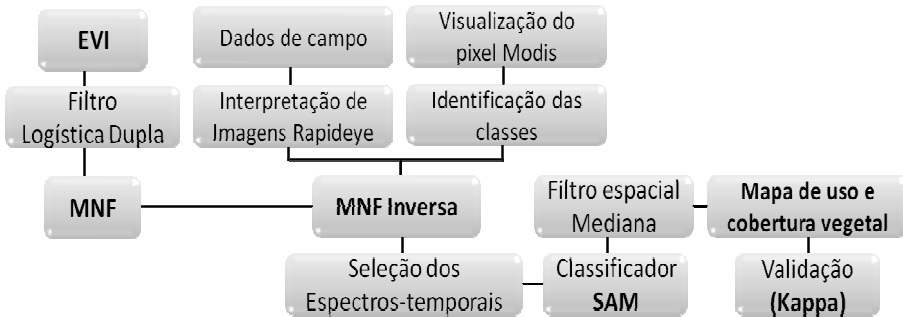 EVI
Filtro
Logística Dupla
MNF
Dados de campo
Interpretação de
Imagens Rapideye
Visualização do
pixel Modis
Identificação das
classes
MNF Inversa
Seleção dos
Espectros-temporais
Classificador
SAM
Filtro espacial
Mediana
Mapa de uso e
cobertura vegetal
Validação
(Kappa)